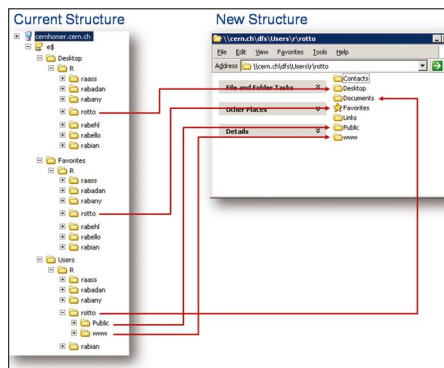 Current Structure
New Structure
cernhomer.cern.ch
e$
Desktop
R
raass
rabadan
rabany
rotto
rabehl
rabello
rabian
Favorites
R
raass
rabadan
rabany
rotto
rabehl
rabello
rabian
Users
R
raass
rabadan
rabany
rotto
Public
www
rabian
\\cern.ch\dfs\Users\r\rotto
File Edit View Favorites Tools Help
Address \\cern.ch\dfs\Users\r\rotto
File and Folder Tasks
Other Places
Details
Contacts
Desktop
Documents
Favorites
Links
Public
www